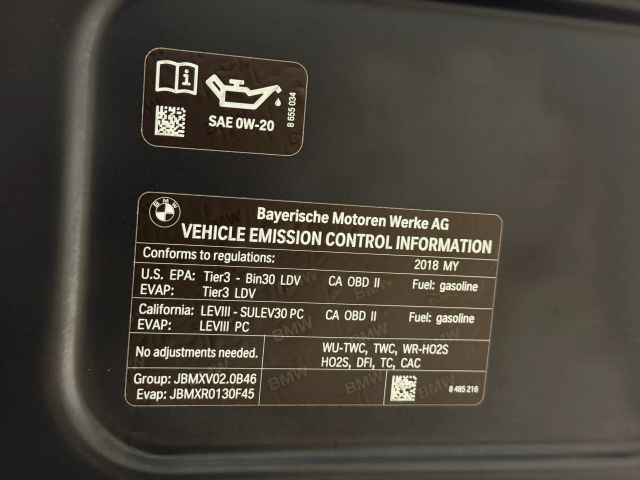 i
SAE 0W-20
8 655 034
BMW
Bayerische Motoren Werke AG
VEHICLE EMISSION CONTROL INFORMATION
Conforms to regulations: 2018 MY
U.S. EPA: Tier3 - Bin30 LDV CA OBD II Fuel: gasoline
EVAP: Tier3 LDV
California: LEVIII - SULEV30 PC CA OBD II Fuel: gasoline
EVAP: LEVIII PC
No adjustments needed. WU-TWC, TWC, WR-HO2S
HO2S, DFI, TC, CAC
Group: JBMXV02.0B46
Evap: JBMXR0130F45
8 485 216